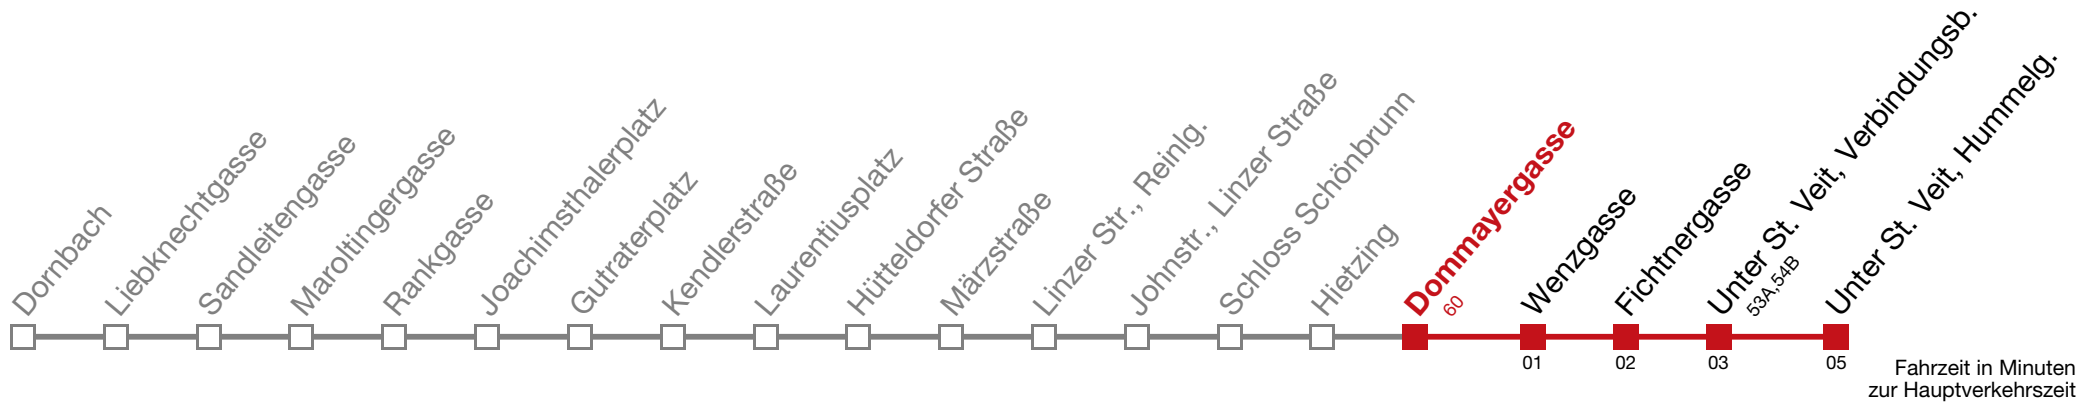 Dornbach
Liebknechtgasse
Sandleitengasse
Maroltingergasse
Rankgasse
Joachimsthalerplatz
Gutraterplatz
Kendlerstraße
Laurentiusplatz
Hütteldorfer Straße
Märzstraße
Linzer Str., Reinlg.
Johnstr., Linzer Straße
Schloss Schönbrunn
Hietzing
Dommayergasse
60
Wenzgasse
01
Fichtnergasse
02
Unter St. Veit, Verbindungsb.
53A,54B
03
Unter St. Veit, Hummelg.
05
Fahrzeit in Minuten
zur Hauptverkehrszeit